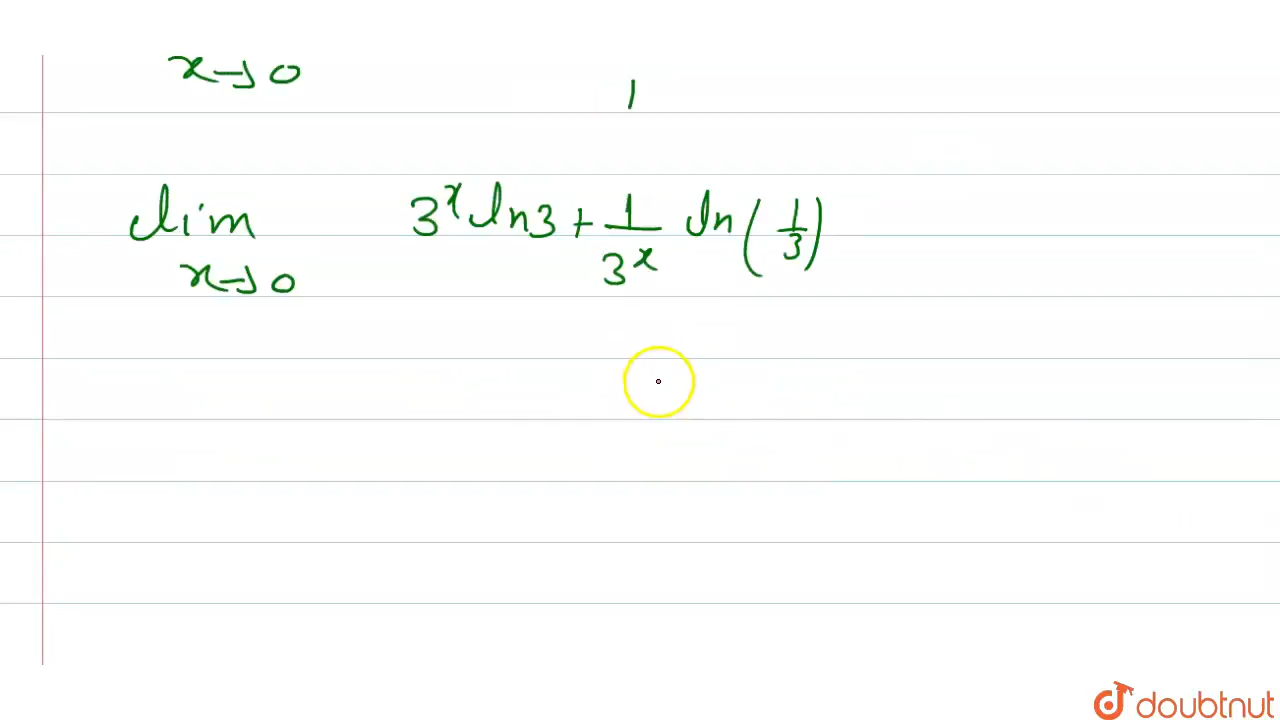 x→0
1
lim 3^x ln3 + 1/3^x ln(1/3)
x→0
doubtnut